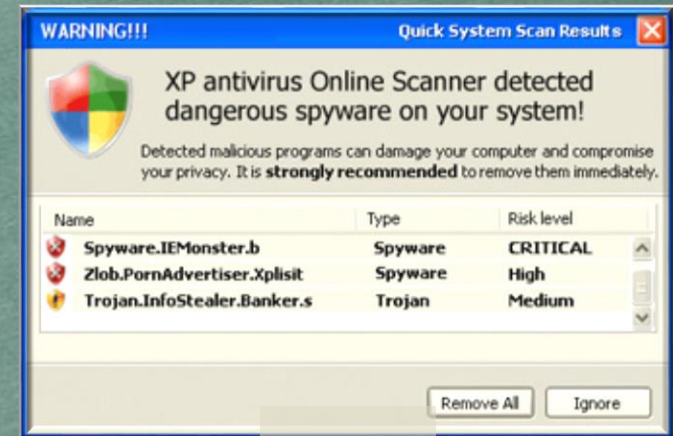 WARNING!!! Quick System Scan Results
XP antivirus Online Scanner detected
dangerous spyware on your system!
Detected malicious programs can damage your computer and compromise
your privacy. It is strongly recommended to remove them immediately.
Name Type Risk level
Spyware.IEMonster.b Spyware CRITICAL
Zlob.PornAdvertiser.Xplisit Spyware High
Trojan.InfoStealer.Banker.s Trojan Medium
Remove All Ignore